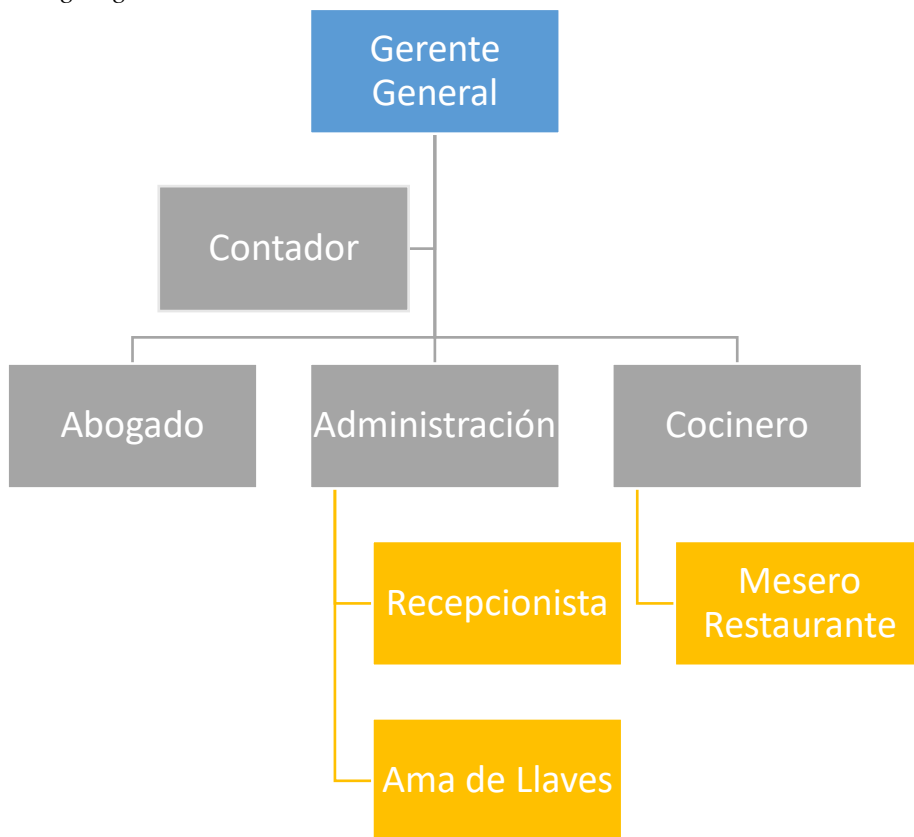 Gerente
General
Contador
Abogado
Administración
Cocinero
Recepcionista
Mesero
Restaurante
Ama de Llaves